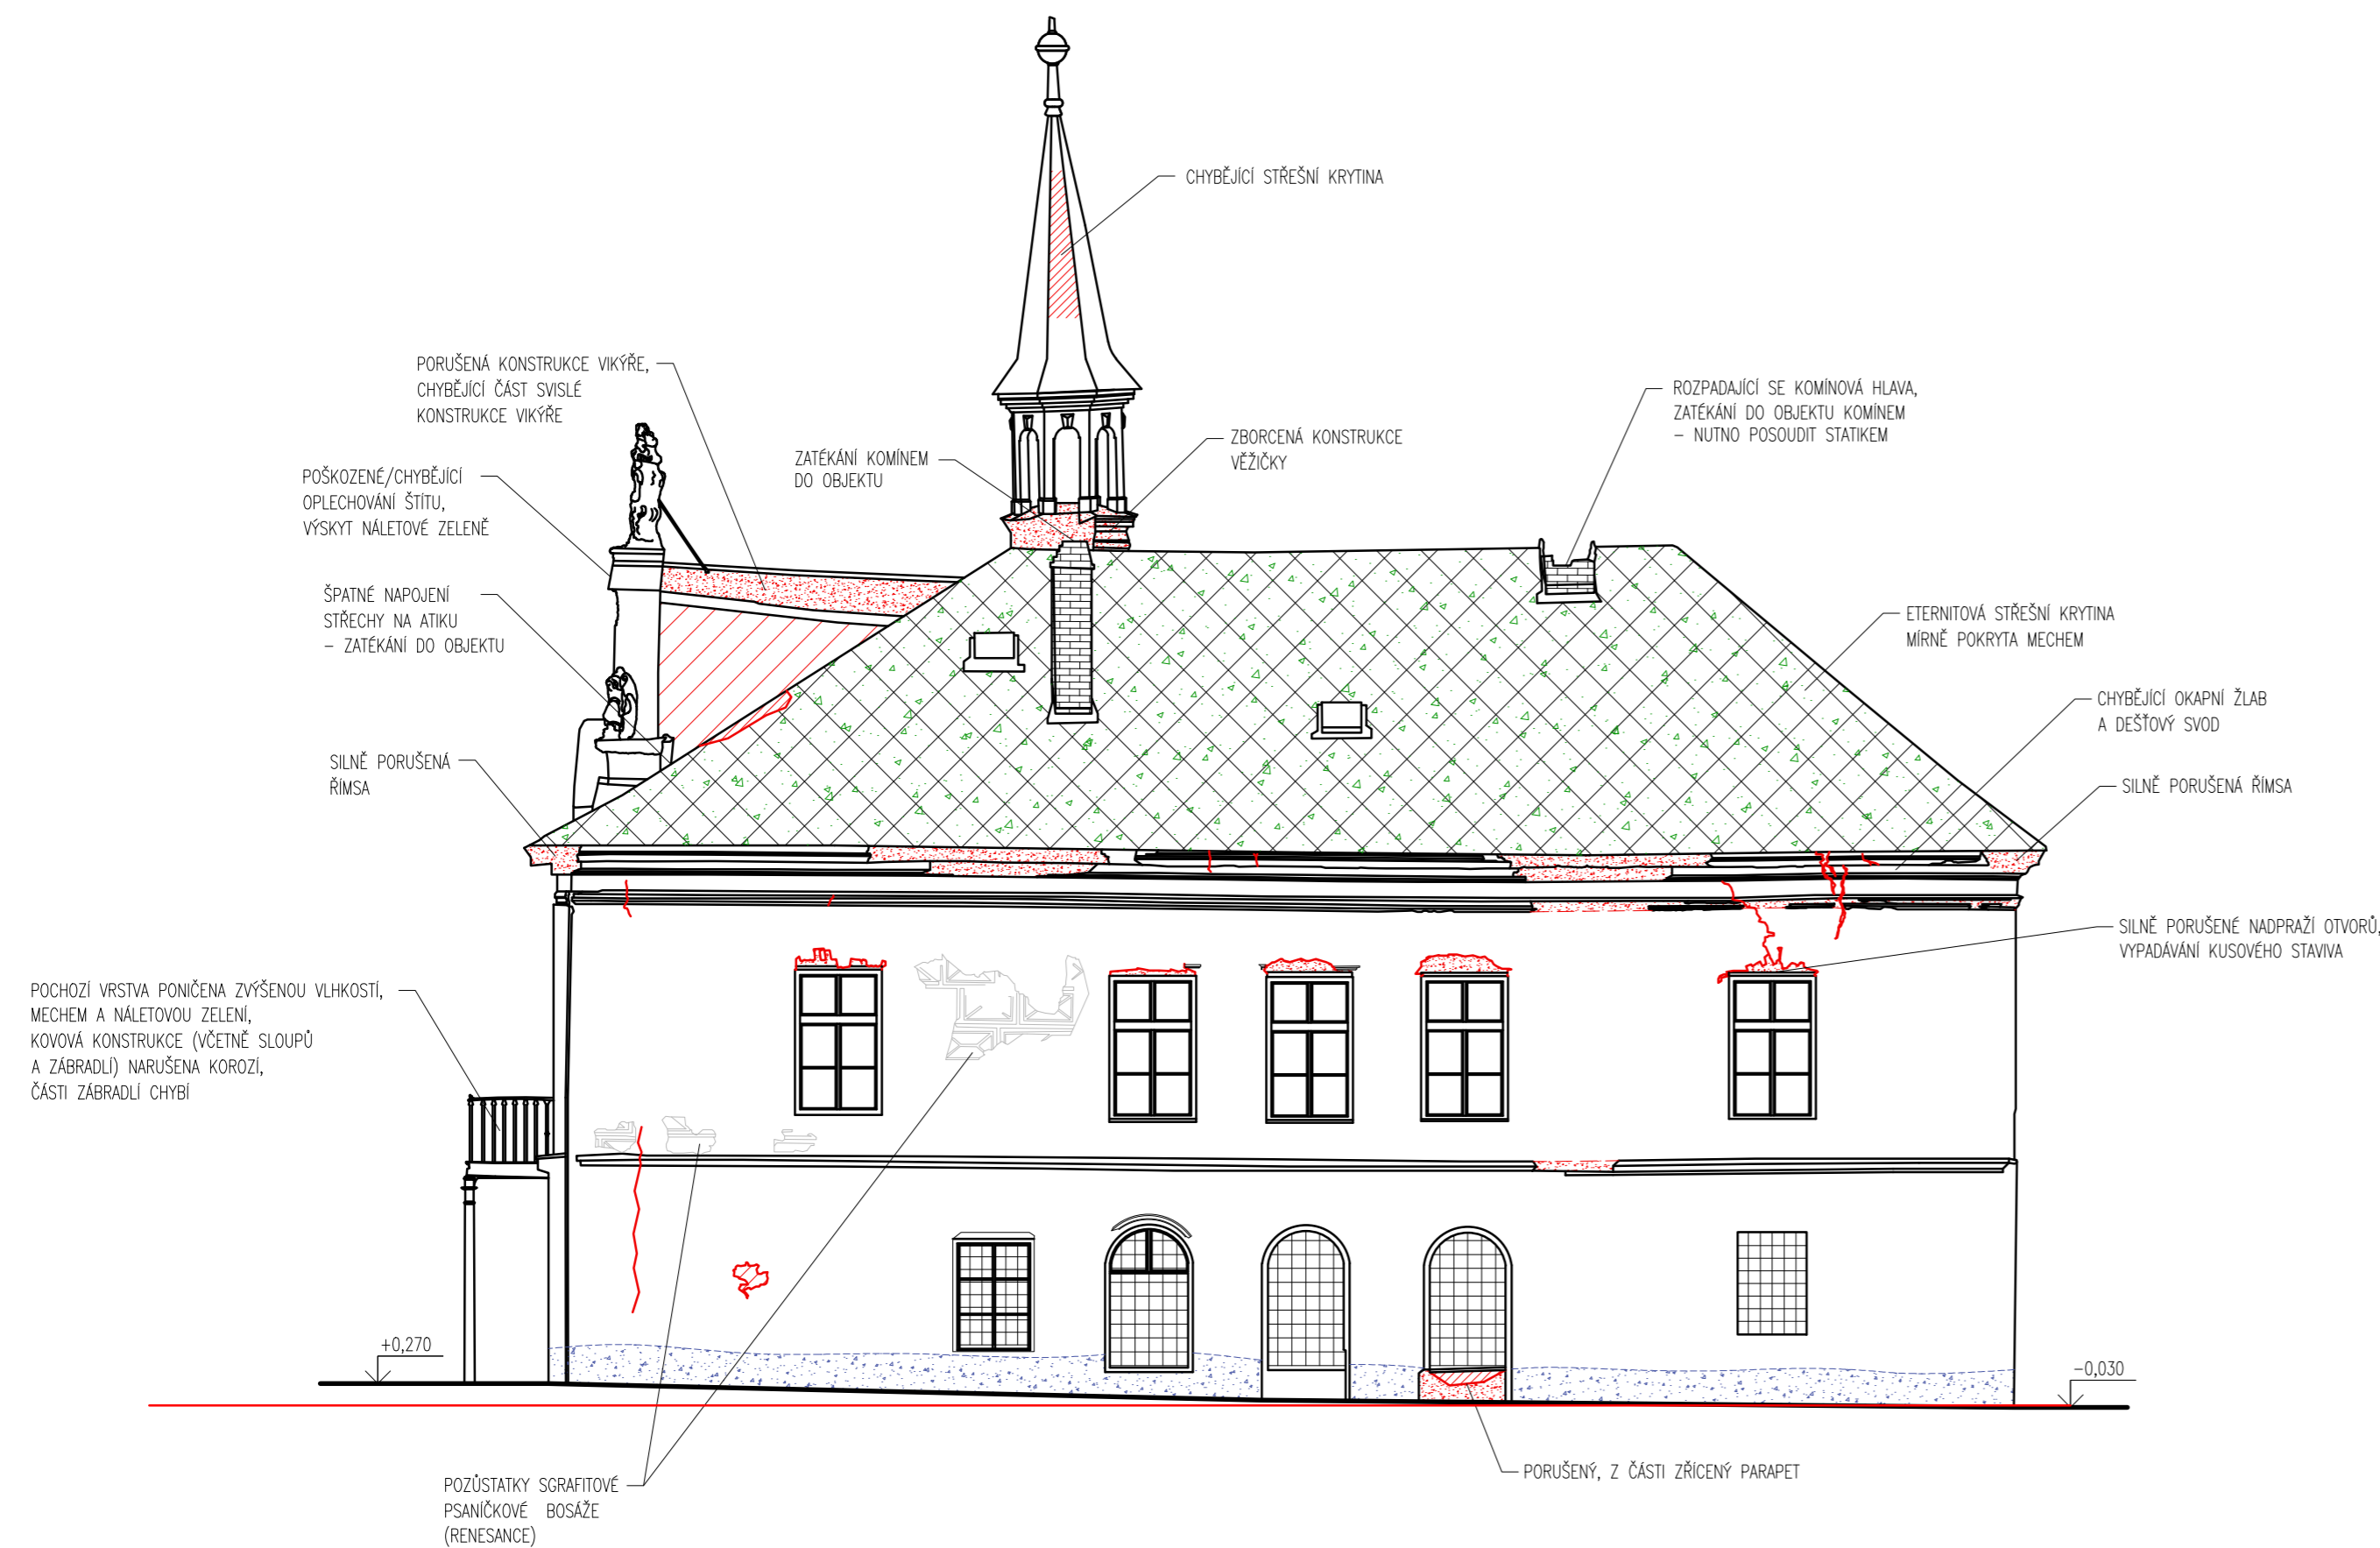 CHYBĚJÍCÍ STŘEŠNÍ KRYTINA
PORUŠENÁ KONSTRUKCE VIKÝŘE,
CHYBĚJÍCÍ ČÁST SVISLÉ
KONSTRUKCE VIKÝŘE
ROZPADAJÍCÍ SE KOMÍNOVÁ HLAVA,
ZATÉKÁNÍ DO OBJEKTU KOMÍNEM
– NUTNO POSOUDIT STATIKEM
ZBORCENÁ KONSTRUKCE
VĚŽIČKY
ZATÉKÁNÍ KOMÍNEM
DO OBJEKTU
POŠKOZENÉ/CHYBĚJÍCÍ
OPLECHOVÁNÍ ŠTÍTU,
VÝSKYT NÁLETOVÉ ZELENĚ
ŠPATNÉ NAPOJENÍ
STŘECHY NA ATIKU
– ZATÉKÁNÍ DO OBJEKTU
ETERNITOVÁ STŘEŠNÍ KRYTINA
MÍRNĚ POKRYTA MECHEM
CHYBĚJÍCÍ OKAPNÍ ŽLAB
A DEŠŤOVÝ SVOD
SILNĚ PORUŠENÁ
ŘÍMSA
SILNĚ PORUŠENÁ ŘÍMSA
SILNĚ PORUŠENÉ NADPRAŽÍ OTVORŮ,
VYPADÁVÁNÍ KUSOVÉHO STAVIVA
POCHOZÍ VRSTVA PONIČENA ZVÝŠENOU VLHKOSTÍ,
MECHEM A NÁLETOVOU ZELENÍ,
KOVOVÁ KONSTRUKCE (VČETNĚ SLOUPŮ
A ZÁBRADLÍ) NARUŠENA KOROZÍ,
ČÁSTI ZÁBRADLÍ CHYBÍ
+0,270
–0,030
PORUŠENÝ, Z ČÁSTI ZŘÍCENÝ PARAPET
POZŮSTATKY SGRAFITOVÉ
PSANÍČKOVÉ BOSÁŽE
(RENESANCE)